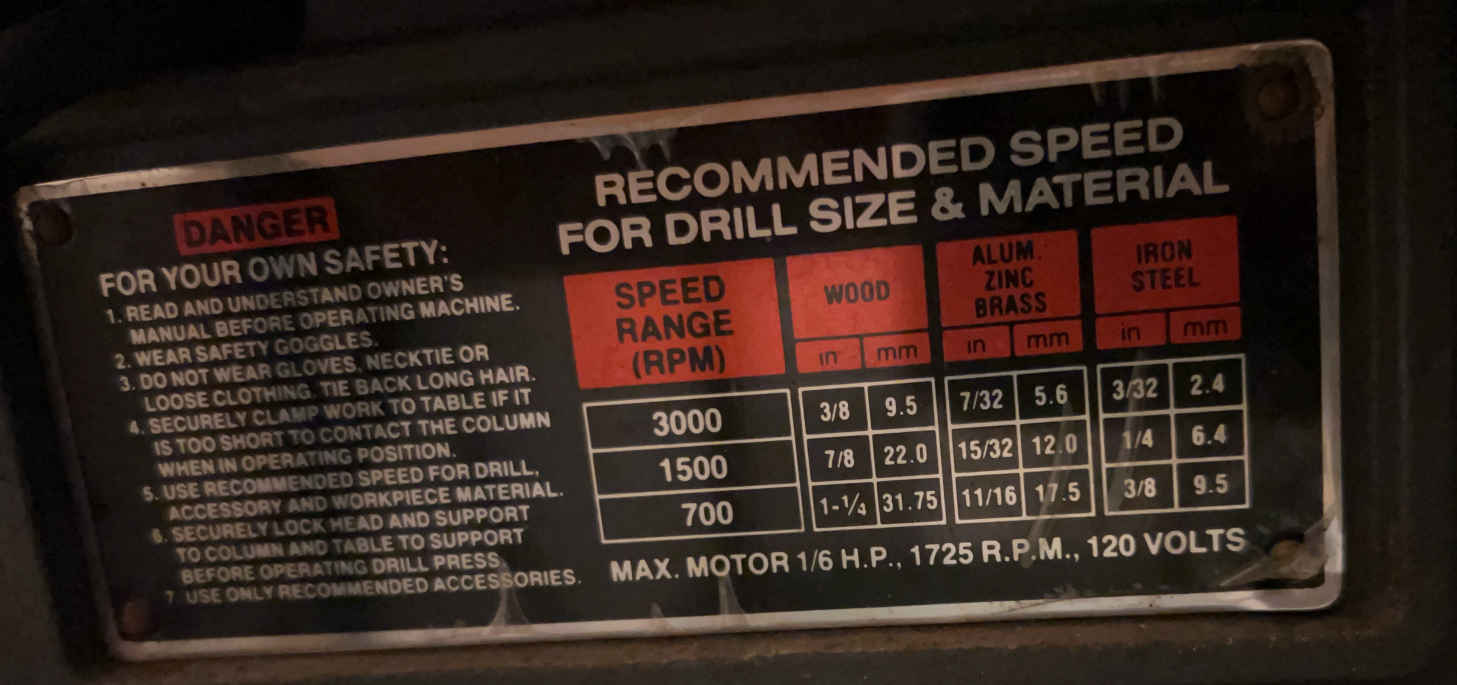 DANGER
FOR YOUR OWN SAFETY:
1. READ AND UNDERSTAND OWNER'S
MANUAL BEFORE OPERATING MACHINE.
2. WEAR SAFETY GOGGLES.
3. DO NOT WEAR GLOVES, NECKTIE OR
LOOSE CLOTHING. TIE BACK LONG HAIR.
4. SECURELY CLAMP WORK TO TABLE IF IT
IS TOO SHORT TO CONTACT THE COLUMN
WHEN IN OPERATING POSITION.
5. USE RECOMMENDED SPEED FOR DRILL,
ACCESSORY AND WORKPIECE MATERIAL.
6. SECURELY LOCK HEAD AND SUPPORT
TO COLUMN AND TABLE TO SUPPORT
BEFORE OPERATING DRILL PRESS.
7. USE ONLY RECOMMENDED ACCESSORIES.
RECOMMENDED SPEED
FOR DRILL SIZE & MATERIAL
SPEED
RANGE
(RPM)
WOOD
ALUM.
ZINC
BRASS
IRON
STEEL
in mm in mm in mm
3000 3/8 9.5 7/32 5.6 3/32 2.4
1500 7/8 22.0 15/32 12.0 1/4 6.4
700 1-1/4 31.75 11/16 17.5 3/8 9.5
MAX. MOTOR 1/6 H.P., 1725 R.P.M., 120 VOLTS